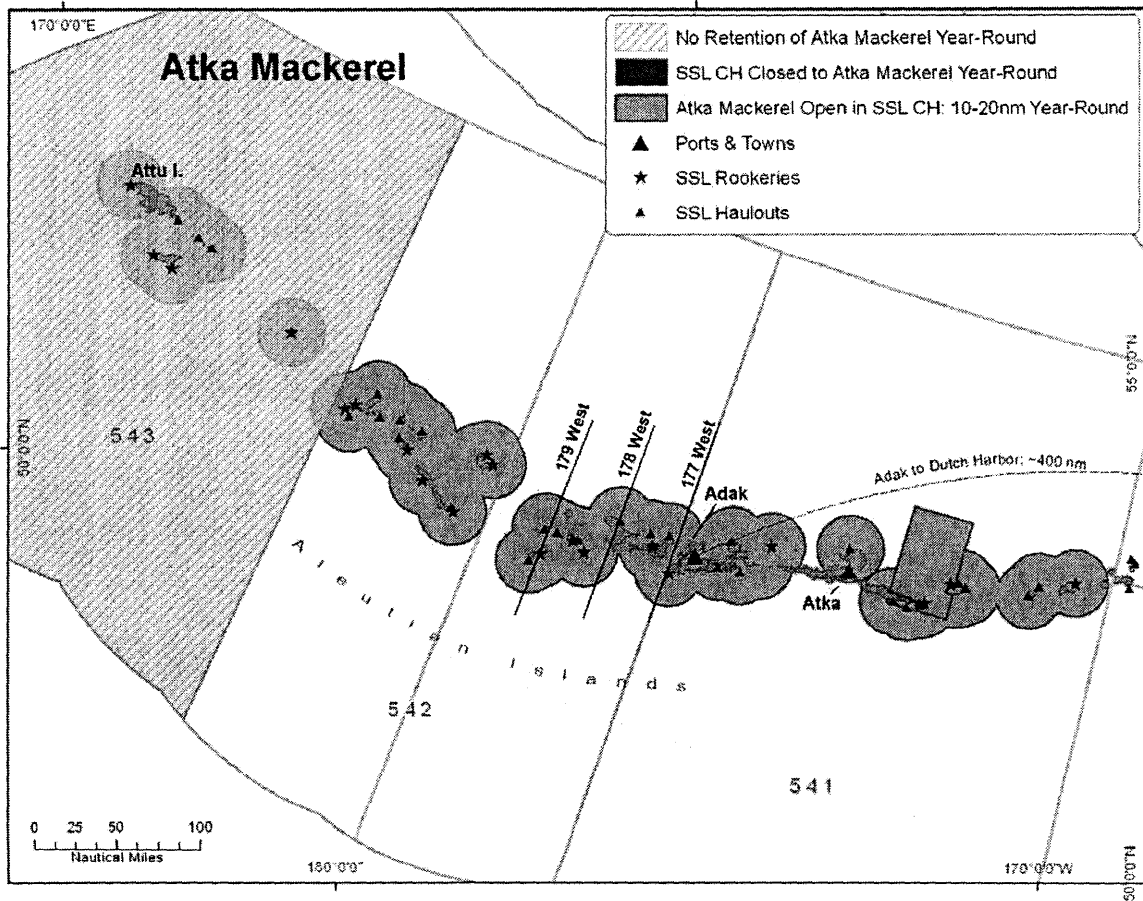 170°0'0"E
Atka Mackerel
No Retention of Atka Mackerel Year-Round
SSL CH Closed to Atka Mackerel Year-Round
Atka Mackerel Open in SSL CH: 10-20nm Year-Round
Ports & Towns
SSL Rookeries
SSL Haulouts
Attu I.
55°0'0"N
50°0'0"N
543
179 West
178 West
177 West
Adak
Adak to Dutch Harbor: ~400 nm
Atka
Aleutian Islands
542
541
0 25 50 100
Nautical Miles
180°0'0"
170°0'0"W
50°0'0"N